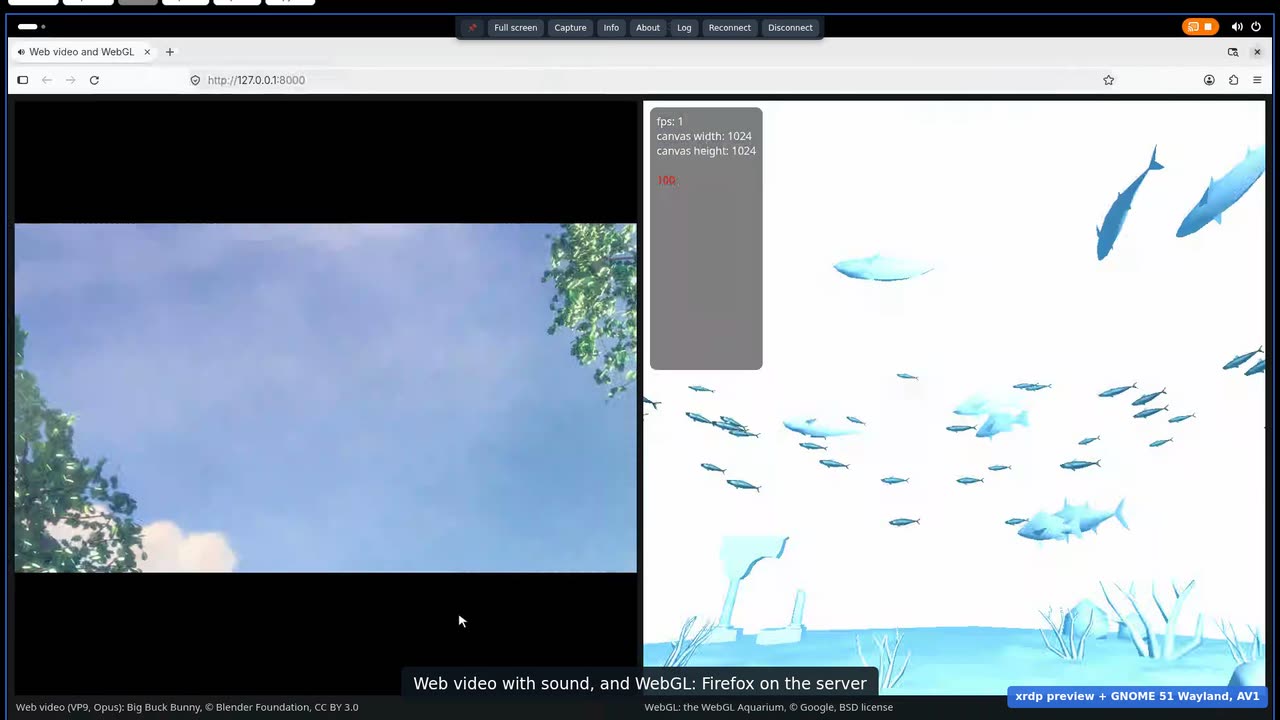 Full screen
Capture
Info
About
Log
Reconnect
Disconnect
Web video and WebGL
http://127.0.0.1:8000
fps: 1
canvas width: 1024
canvas height: 1024
100
Web video with sound, and WebGL: Firefox on the server
xrdp preview + GNOME 51 Wayland, AV1
Web video (VP9, Opus): Big Buck Bunny, © Blender Foundation, CC BY 3.0
WebGL: the WebGL Aquarium, © Google, BSD license